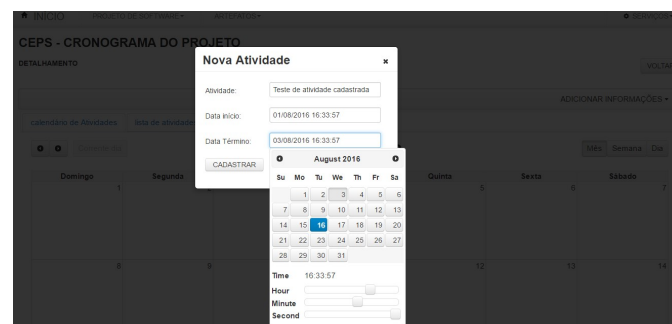 INÍCIO PROJETO DE SOFTWARE ARTEFATOS SERVIÇOS
CEPS - CRONOGRAMA DO PROJETO
DETALHAMENTO
VOLTAR
ADICIONAR INFORMAÇÕES
calendário de Atividades lista de atividades
Mês Semana Dia
Domingo Segunda Quinta Sexta Sábado
1 5 6 7
8 9 12 13 14
Nova Atividade ×
Atividade: Teste de atividade cadastrada
Data início: 01/08/2016 16:33:57
Data Término: 03/08/2016 16:33:57
CADASTRAR
August 2016
Su Mo Tu We Th Fr Sa
1 2 3 4 5 6
7 8 9 10 11 12 13
14 15 16 17 18 19 20
21 22 23 24 25 26 27
28 29 30 31
Time 16:33:57
Hour
Minute
Second